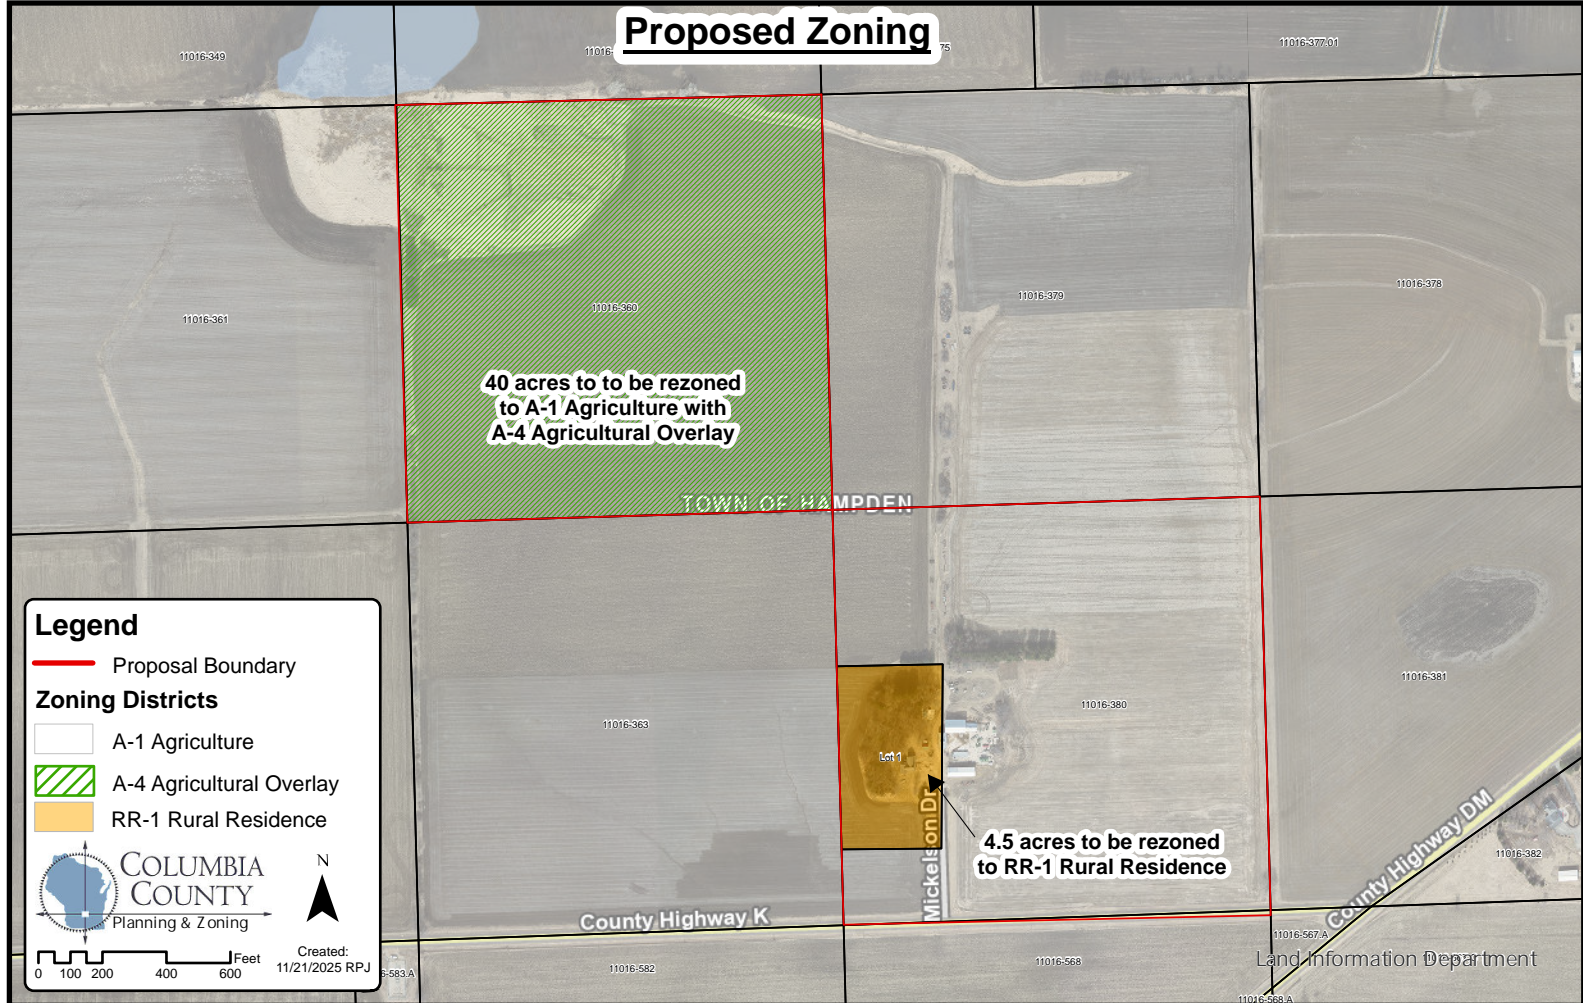 Proposed Zoning
11016-349
11016-
75
11016-377.01
11016-361
11016-360
11016-379
11016-378
40 acres to to be rezoned
to A-1 Agriculture with
A-4 Agricultural Overlay
TOWN OF HAMPDEN
11016-363
Lot 1
11016-380
11016-381
Mickelson Dr
4.5 acres to be rezoned
to RR-1 Rural Residence
County Highway DM
11016-382
County Highway K
11016-567.A
11016-583.A
11016-582
11016-568
Land Information Department
11016-568.A
Legend
Proposal Boundary
Zoning Districts
A-1 Agriculture
A-4 Agricultural Overlay
RR-1 Rural Residence
COLUMBIA
COUNTY
Planning & Zoning
N
0 100 200 400 600 Feet
Created:
11/21/2025 RPJ